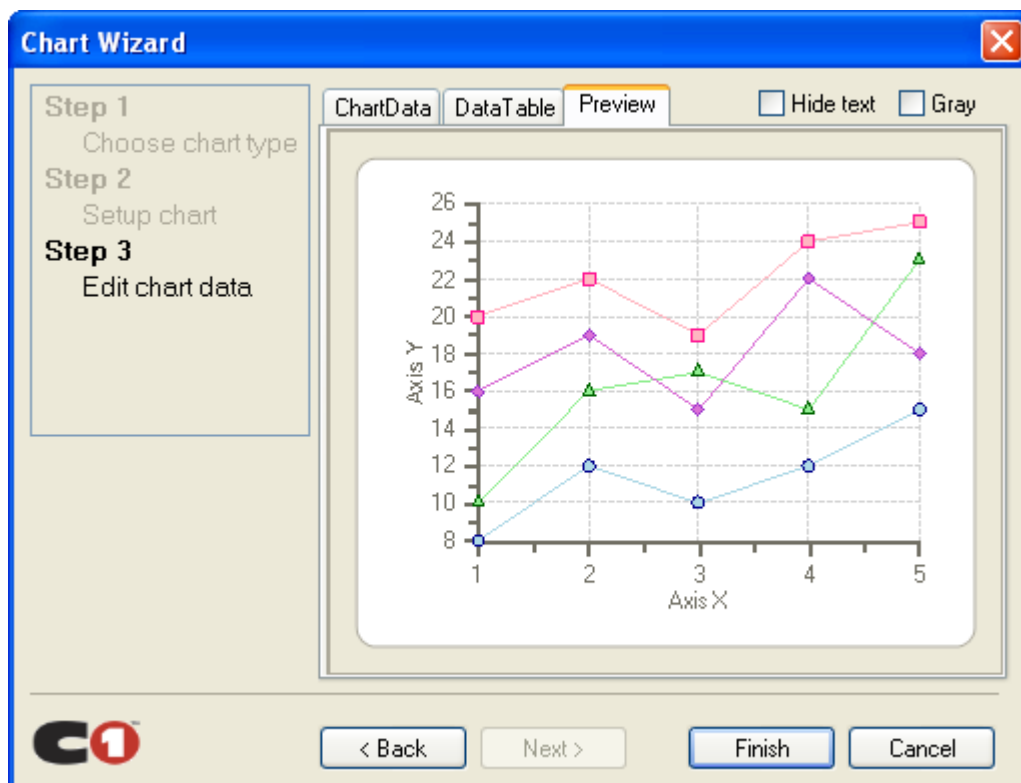 Chart Wizard
Step 1
Choose chart type
Step 2
Setup chart
Step 3
Edit chart data
ChartData
DataTable
Preview
Hide text
Gray
26
24
22
20
18
16
14
12
10
8
Axis Y
1
2
3
4
5
Axis X
C1
< Back
Next >
Finish
Cancel